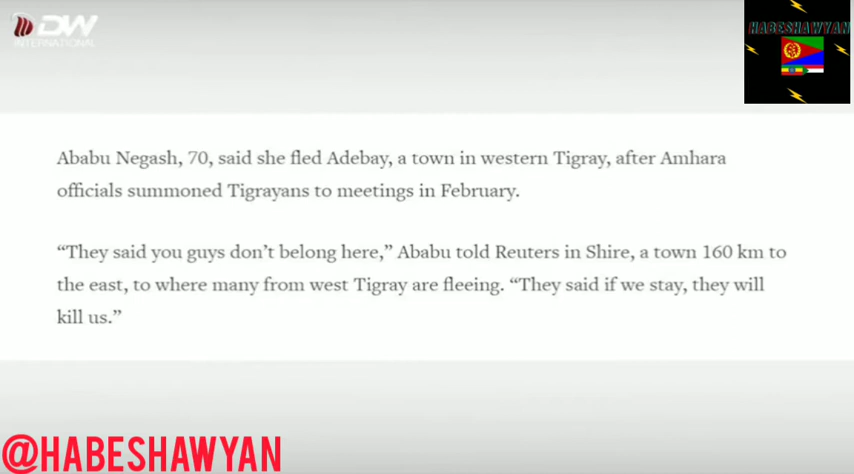 DW
INTERNATIONAL
HABESHAWYAN
Ababu Negash, 70, said she fled Adebay, a town in western Tigray, after Amhara
officials summoned Tigrayans to meetings in February.
“They said you guys don’t belong here,” Ababu told Reuters in Shire, a town 160 km to
the east, to where many from west Tigray are fleeing. “They said if we stay, they will
kill us.”
@HABESHAWYAN